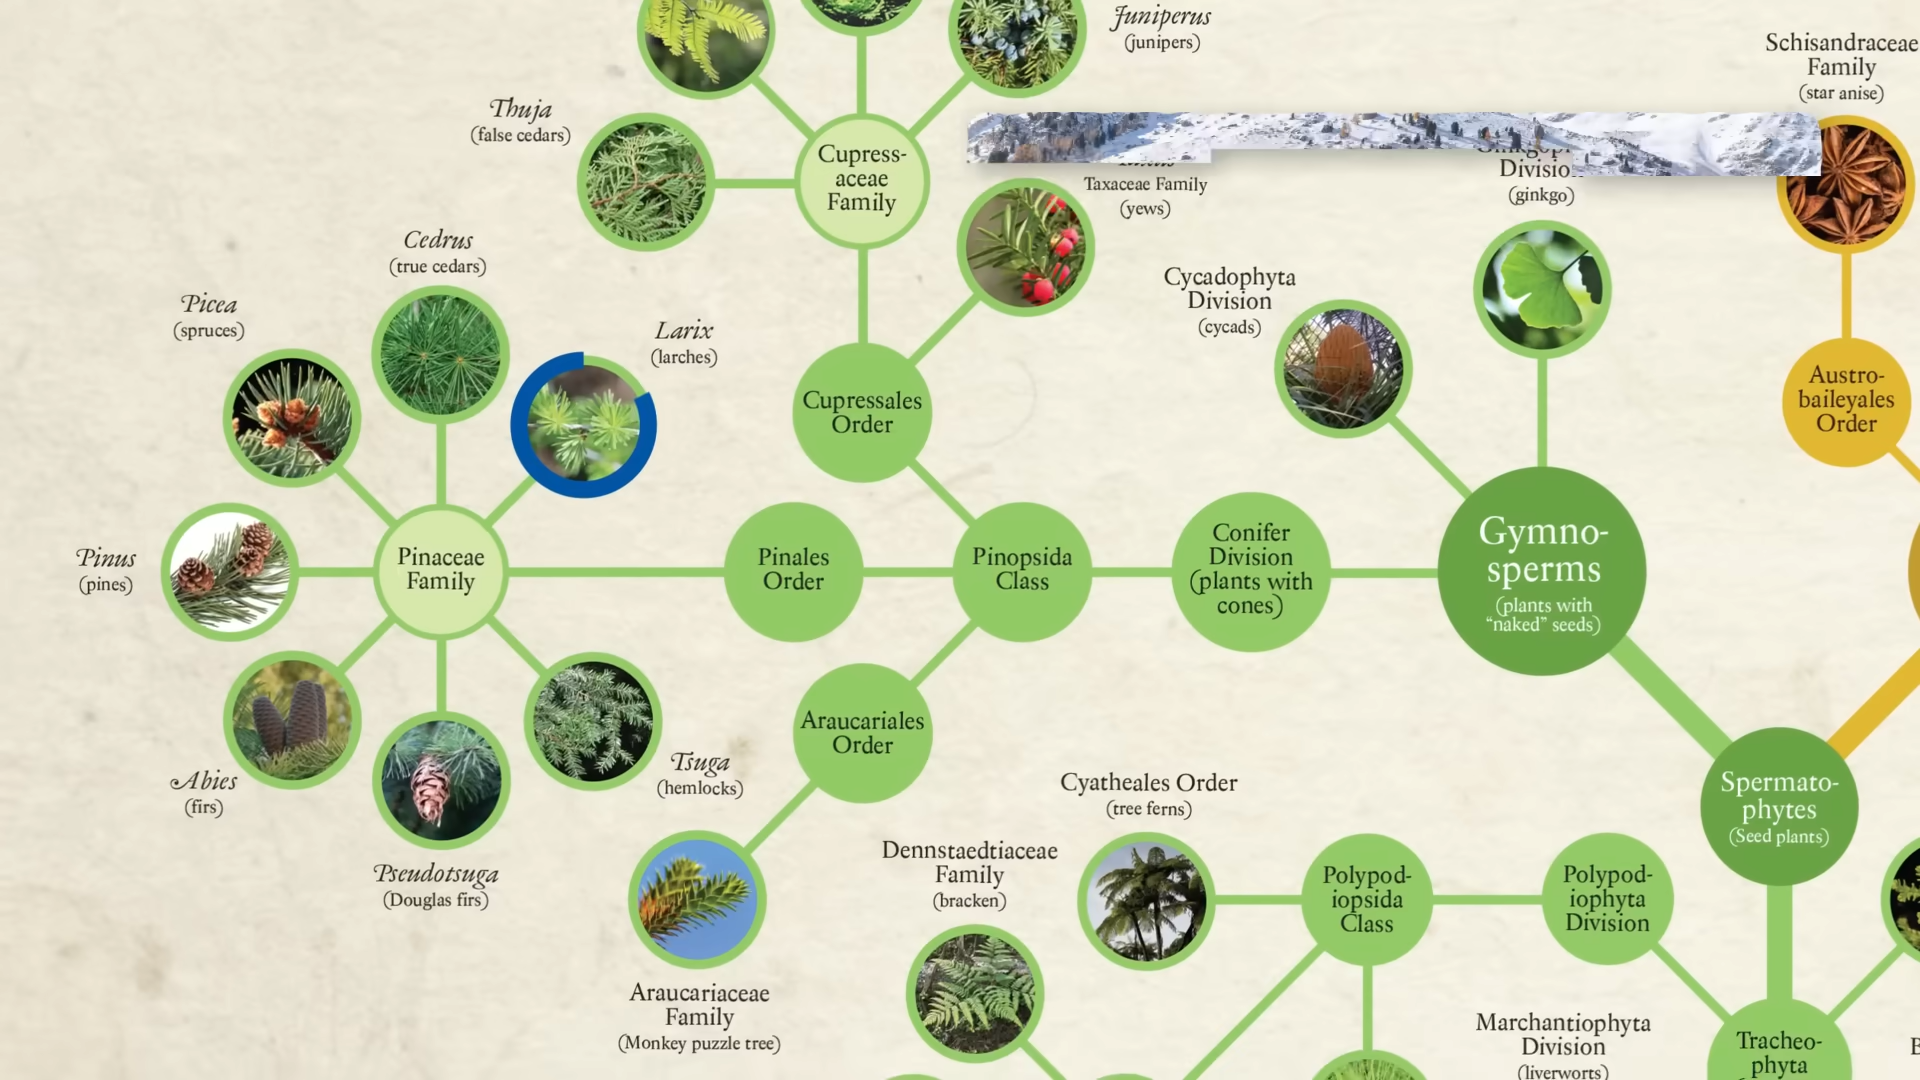 Juniperus
(junipers)
Schisandraceae
Family
(star anise)
Thuja
(false cedars)
Cupress-
aceae
Family
Taxaceae Family
(yews)
Division
(ginkgo)
Cedrus
(true cedars)
Cycadophyta
Division
(cycads)
Picea
(spruces)
Larix
(larches)
Cupressales
Order
Austro-
baileyales
Order
Pinus
(pines)
Pinaceae
Family
Pinales
Order
Pinopsida
Class
Conifer
Division
(plants with
cones)
Gymno-
sperms
(plants with
“naked” seeds)
Abies
(firs)
Tsuga
(hemlocks)
Araucariales
Order
Cyatheales Order
(tree ferns)
Spermato-
phytes
(Seed plants)
Pseudotsuga
(Douglas firs)
Dennstaedtiaceae
Family
(bracken)
Polypod-
iopsida
Class
Polypod-
iophyta
Division
Araucariaceae
Family
(Monkey puzzle tree)
Marchantiophyta
Division
(liverworts)
Tracheo-
phyta